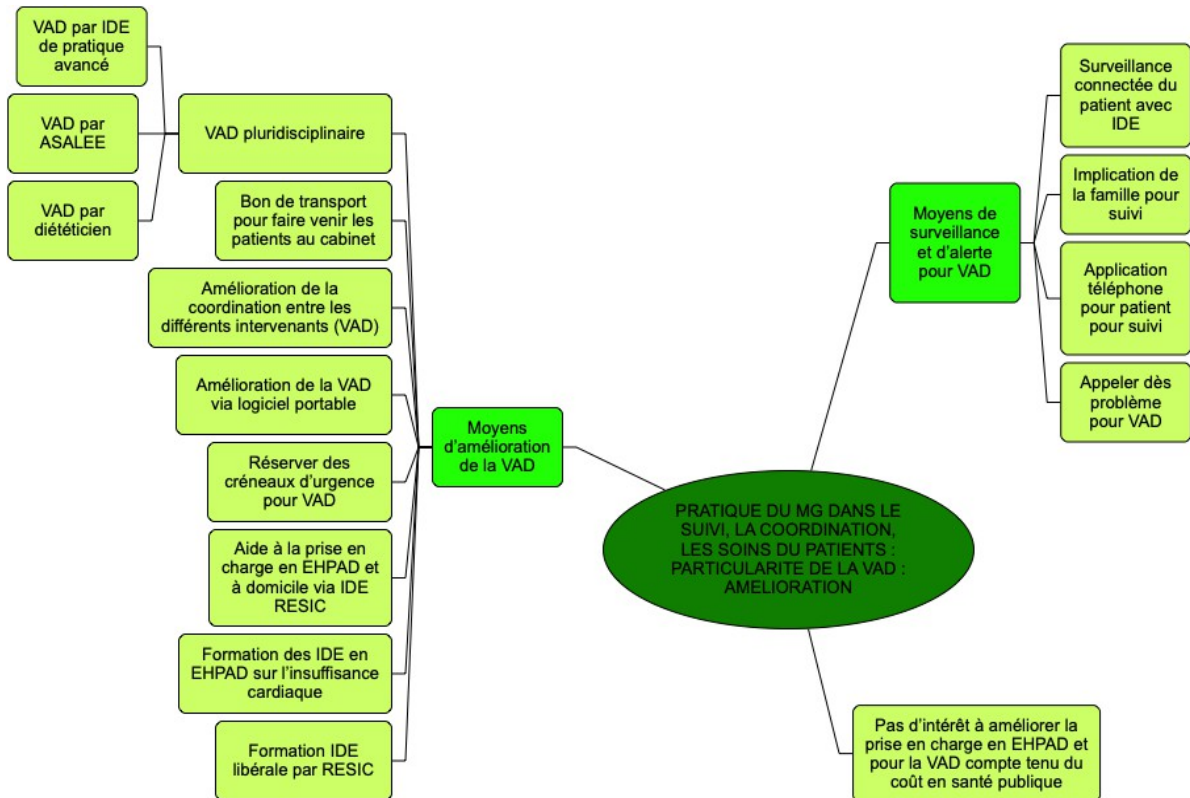 VAD par IDE
de pratique
avancé
VAD par
ASALEE
VAD par
diététicien
VAD pluridisciplinaire
Bon de transport
pour faire venir les
patients au cabinet
Amélioration de la
coordination entre les
différents intervenants (VAD)
Amélioration de la VAD
via logiciel portable
Réserver des
créneaux d'urgence
pour VAD
Aide à la prise en
charge en EHPAD et
à domicile via IDE
RESIC
Formation des IDE en
EHPAD sur l'insuffisance
cardiaque
Formation IDE
libérale par RESIC
Moyens
d'amélioration
de la VAD
PRATIQUE DU MG DANS LE
SUIVI, LA COORDINATION,
LES SOINS DU PATIENTS :
PARTICULARITE DE LA VAD :
AMELIORATION
Moyens de
surveillance
et d'alerte
pour VAD
Surveillance
connectée du
patient avec
IDE
Implication de
la famille pour
suivi
Application
téléphone
pour patient
pour suivi
Appeler dès
problème
pour VAD
Pas d'intérêt à améliorer la
prise en charge en EHPAD et
pour la VAD compte tenu du
coût en santé publique